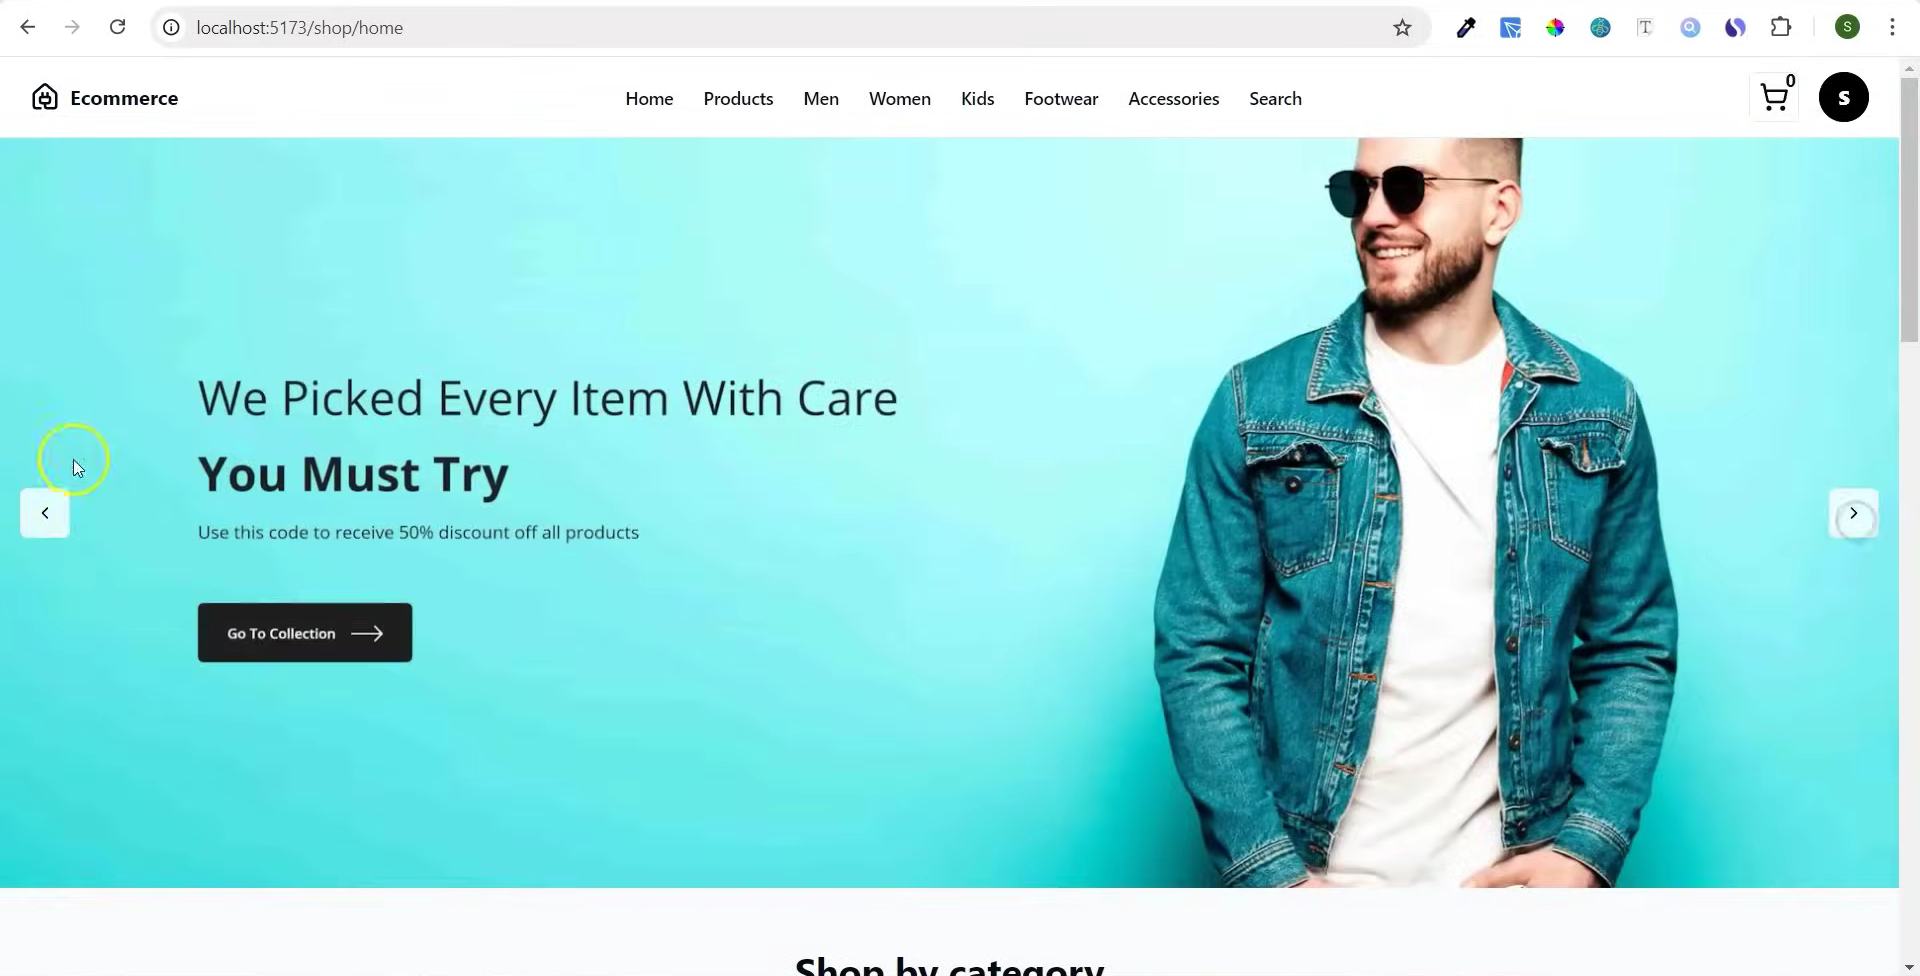 localhost:5173/shop/home
T
S
Ecommerce
Home Products Men Women Kids Footwear Accessories Search
0
S
We Picked Every Item With Care
You Must Try
Use this code to receive 50% discount off all products
Go To Collection
Shop by category